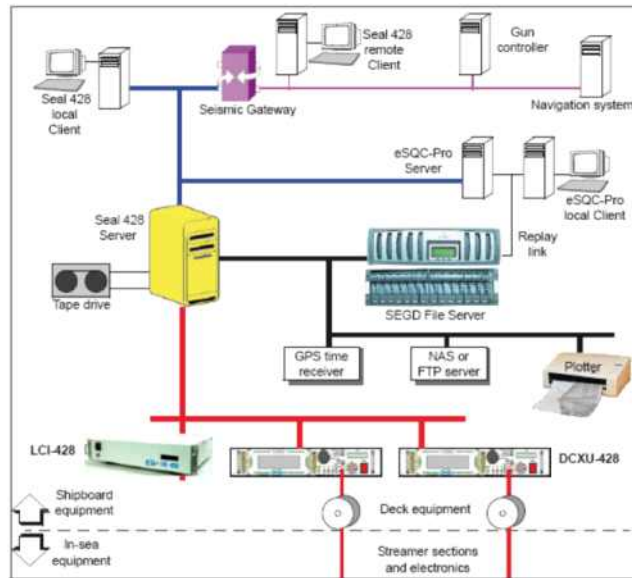 Seal 428
local
Client
Seismic Gateway
Seal 428
remote
Client
Gun
controller
Navigation system
eSQC-Pro
Server
eSQC-Pro
local Client
Replay
link
Seal 428
Server
Tape drive
SEGD File Server
GPS time
receiver
NAS or
FTP server
Plotter
LCI-428
DCXU-428
Shipboard
equipment
Deck equipment
In-sea
equipment
Streamer sections
and electronics